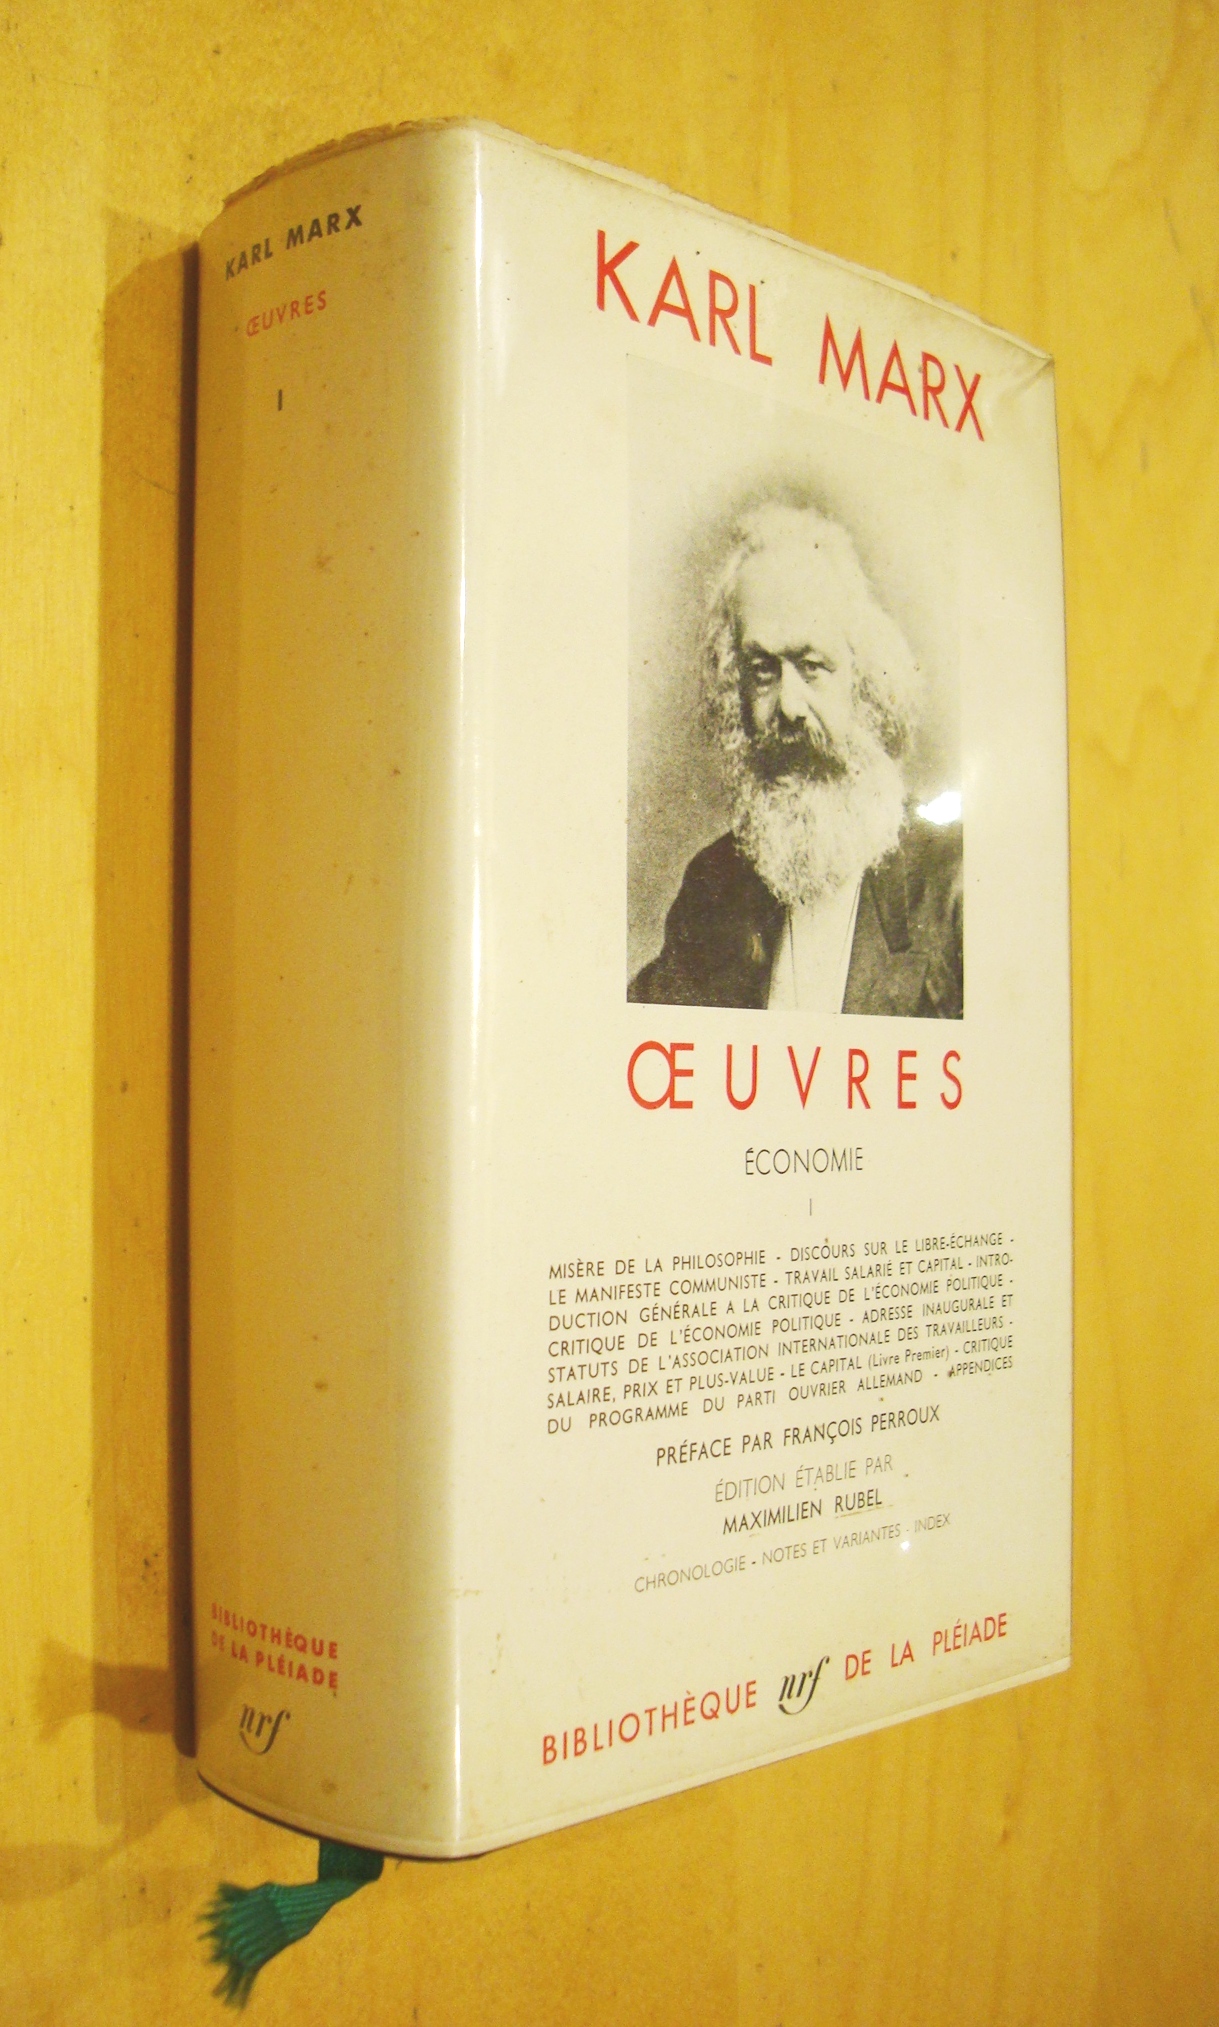 KARL MARX
ŒUVRES
I
BIBLIOTHÈQUE
DE LA PLÉIADE
nrf
KARL MARX
ŒUVRES
ÉCONOMIE
I
MISÈRE DE LA PHILOSOPHIE - DISCOURS SUR LE LIBRE-ÉCHANGE -
LE MANIFESTE COMMUNISTE - TRAVAIL SALARIÉ ET CAPITAL - INTRO-
DUCTION GÉNÉRALE A LA CRITIQUE DE L'ÉCONOMIE POLITIQUE -
CRITIQUE DE L'ÉCONOMIE POLITIQUE - ADRESSE INAUGURALE ET
STATUTS DE L'ASSOCIATION INTERNATIONALE DES TRAVAILLEURS -
SALAIRE, PRIX ET PLUS-VALUE - LE CAPITAL (Livre Premier) - CRITIQUE
DU PROGRAMME DU PARTI OUVRIER ALLEMAND - APPENDICES
PRÉFACE PAR FRANÇOIS PERROUX
ÉDITION ÉTABLIE PAR
MAXIMILIEN RUBEL
CHRONOLOGIE - NOTES ET VARIANTES - INDEX
BIBLIOTHÈQUE nrf DE LA PLÉIADE